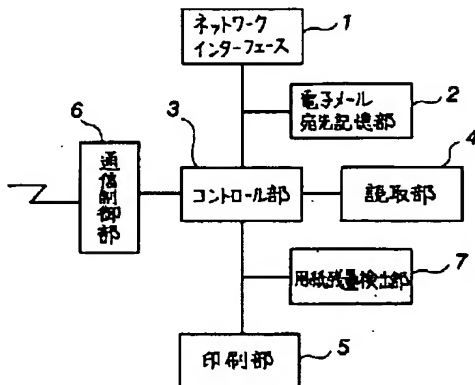 ネットワーク
インターフェース
1
電子メール
宛先記憶部
2
6
通信制御部
3
コントロール部
4
読取部
用紙残量検出部
7
印刷部
5